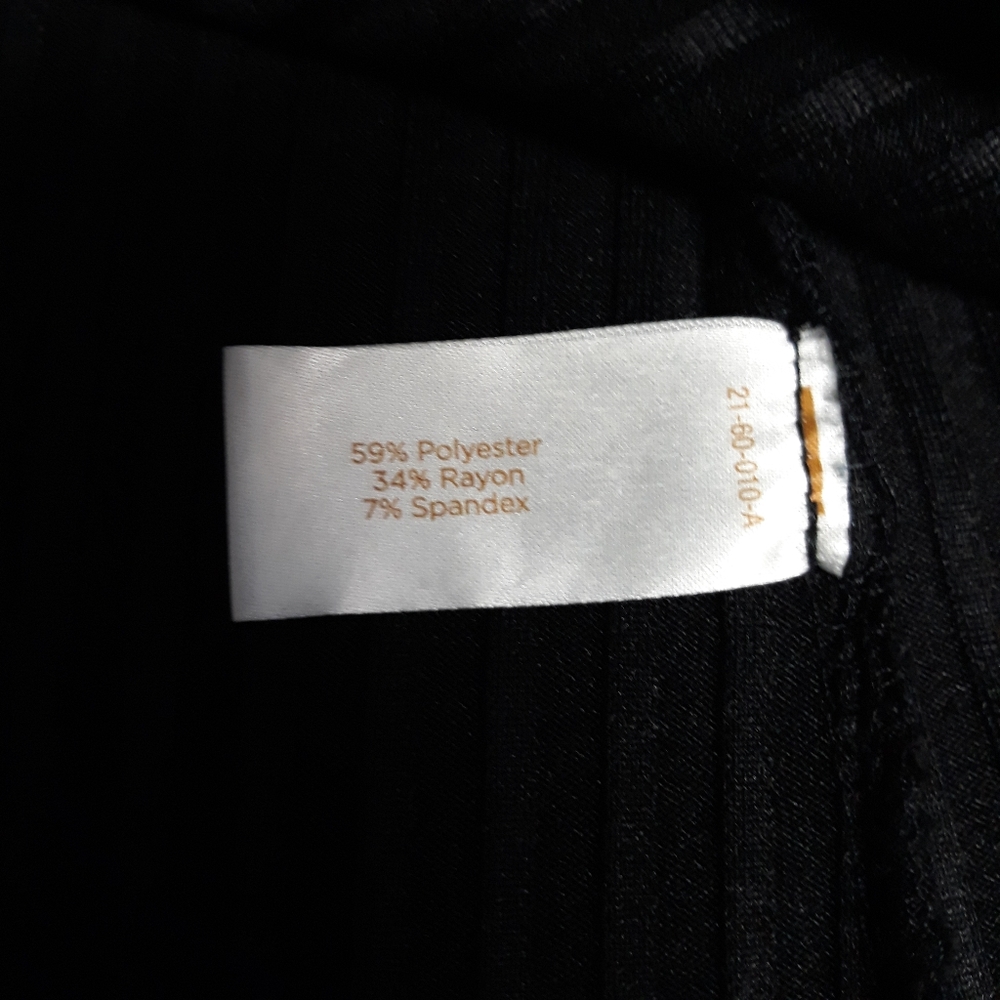 59% Polyester
34% Rayon
7% Spandex
21-60-010-A